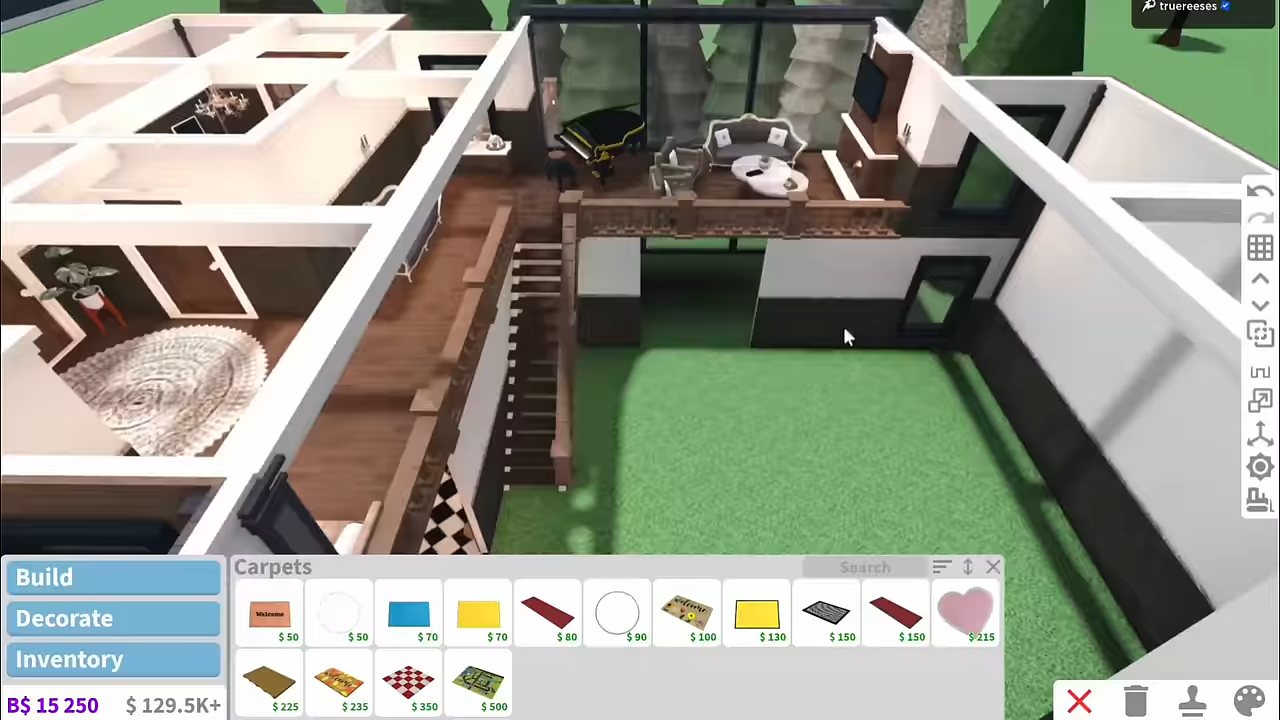 truereeses
Carpets
Search
Build
Decorate
Inventory
B$ 15 250
$ 129.5K+
Welcome
$ 50
$ 50
$ 70
$ 70
$ 80
$ 90
welcome
$ 100
$ 130
$ 150
$ 150
$ 215
$ 225
$ 235
$ 350
$ 500